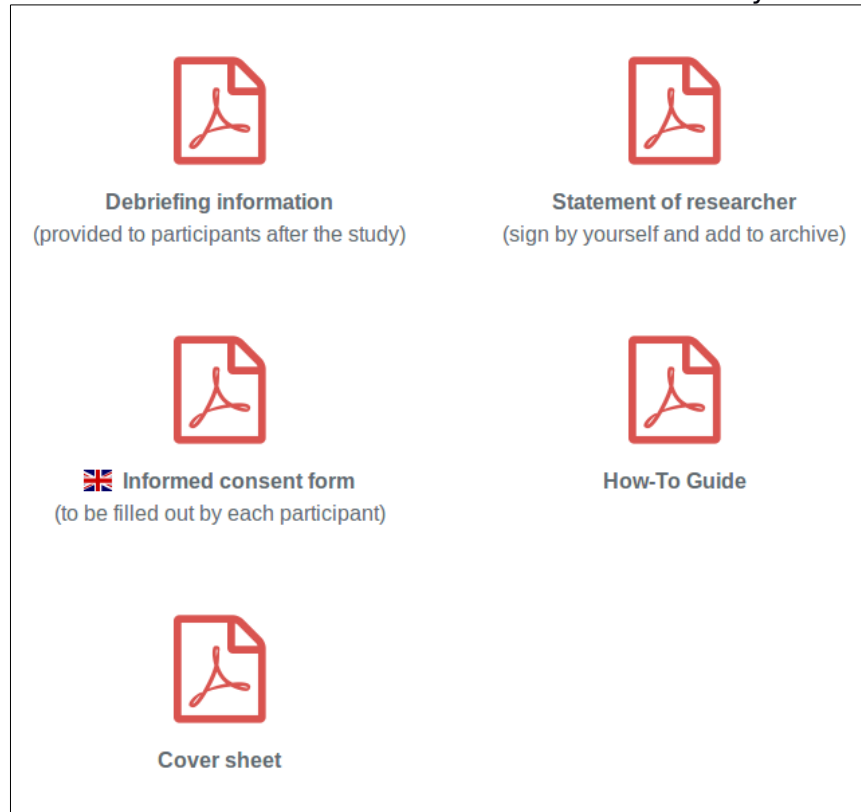 Debriefing information
(provided to participants after the study)
Statement of researcher
(sign by yourself and add to archive)
Informed consent form
(to be filled out by each participant)
How-To Guide
Cover sheet